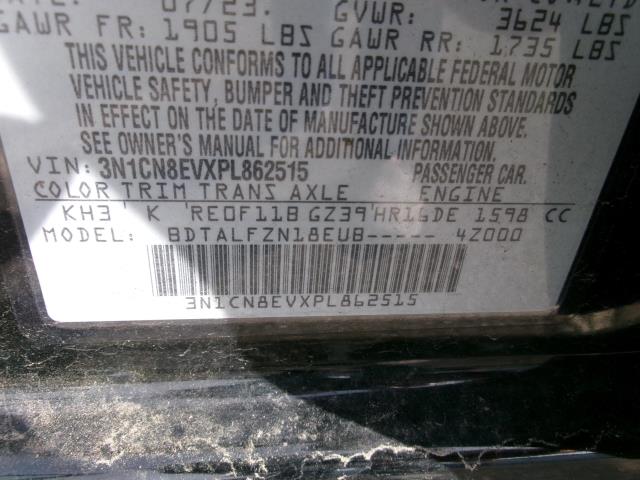 07/23. GVWR: 3624 LBS
GAWR FR: 1905 LBS GAWR RR: 1735 LBS
THIS VEHICLE CONFORMS TO ALL APPLICABLE FEDERAL MOTOR
VEHICLE SAFETY, BUMPER AND THEFT PREVENTION STANDARDS
IN EFFECT ON THE DATE OF MANUFACTURE SHOWN ABOVE.
SEE OWNER'S MANUAL FOR ADDITIONAL INFORMATION.
VIN: 3N1CN8EVXPL862515 PASSENGER CAR.
COLOR TRIM TRANS AXLE ENGINE
KH3 K RE0F11B GZ39 HR16DE 1598 CC
MODEL: BDTALFZN18EUB----- 4Z000
3N1CN8EVXPL862515